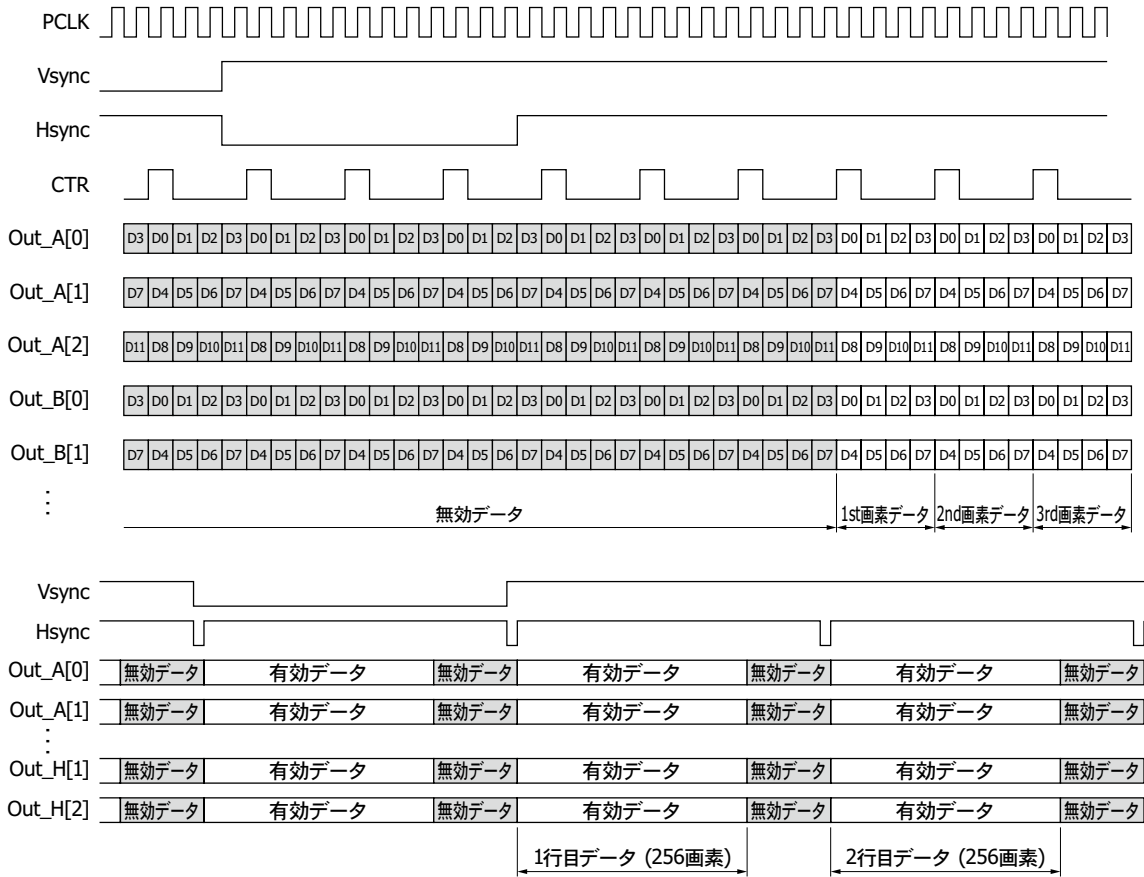 PCLK
Vsync
Hsync
CTR
Out_A[0] D3 D0 D1 D2 D3 D0 D1 D2 D3 D0 D1 D2 D3 D0 D1 D2 D3 D0 D1 D2 D3 D0 D1 D2 D3 D0 D1 D2 D3 D0 D1 D2 D3 D0 D1 D2 D3 D0 D1 D2 D3
Out_A[1] D7 D4 D5 D6 D7 D4 D5 D6 D7 D4 D5 D6 D7 D4 D5 D6 D7 D4 D5 D6 D7 D4 D5 D6 D7 D4 D5 D6 D7 D4 D5 D6 D7 D4 D5 D6 D7 D4 D5 D6 D7
Out_A[2] D11 D8 D9 D10 D11 D8 D9 D10 D11 D8 D9 D10 D11 D8 D9 D10 D11 D8 D9 D10 D11 D8 D9 D10 D11 D8 D9 D10 D11 D8 D9 D10 D11 D8 D9 D10 D11 D8 D9 D10 D11
Out_B[0] D3 D0 D1 D2 D3 D0 D1 D2 D3 D0 D1 D2 D3 D0 D1 D2 D3 D0 D1 D2 D3 D0 D1 D2 D3 D0 D1 D2 D3 D0 D1 D2 D3 D0 D1 D2 D3 D0 D1 D2 D3
Out_B[1] D7 D4 D5 D6 D7 D4 D5 D6 D7 D4 D5 D6 D7 D4 D5 D6 D7 D4 D5 D6 D7 D4 D5 D6 D7 D4 D5 D6 D7 D4 D5 D6 D7 D4 D5 D6 D7 D4 D5 D6 D7
⋮ 無効データ 1st画素データ 2nd画素データ 3rd画素データ
Vsync
Hsync
Out_A[0] 無効データ 有効データ 無効データ 有効データ 無効データ 有効データ 無効データ
Out_A[1] 無効データ 有効データ 無効データ 有効データ 無効データ 有効データ 無効データ
⋮
Out_H[1] 無効データ 有効データ 無効データ 有効データ 無効データ 有効データ 無効データ
Out_H[2] 無効データ 有効データ 無効データ 有効データ 無効データ 有効データ 無効データ
1行目データ (256画素) 2行目データ (256画素)